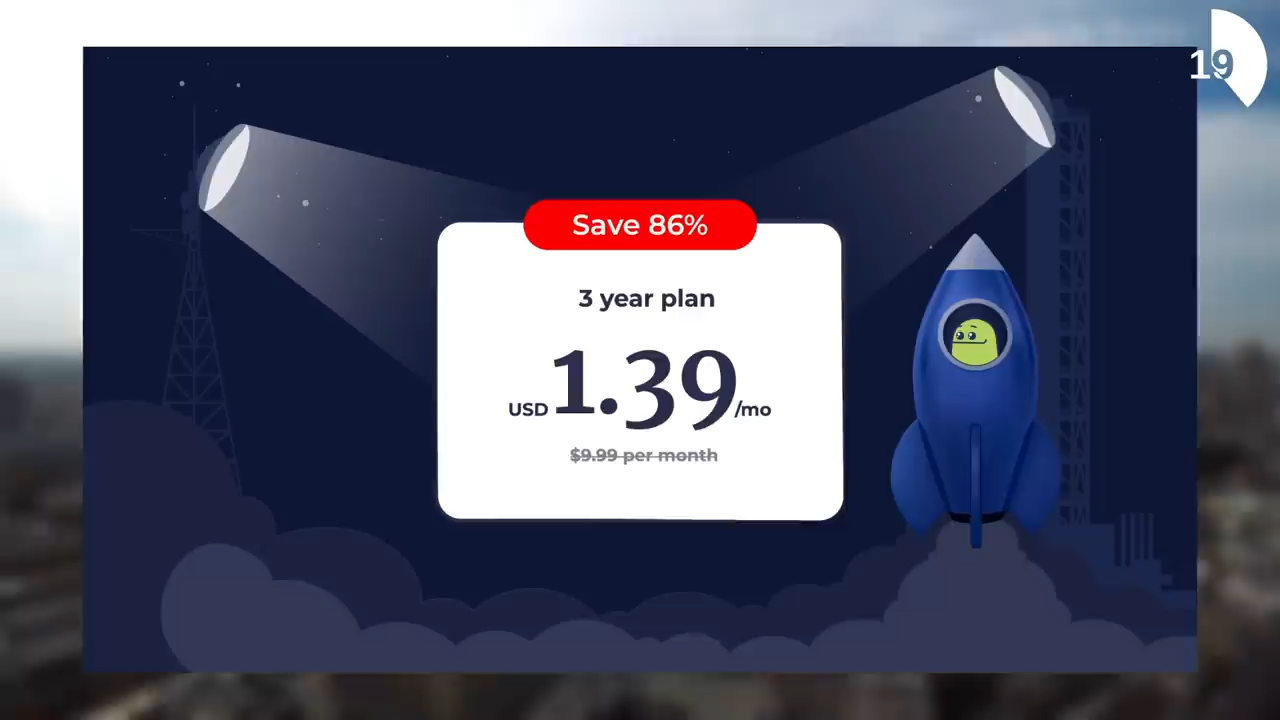 19
Save 86%
3 year plan
USD 1.39 /mo
$9.99 per month